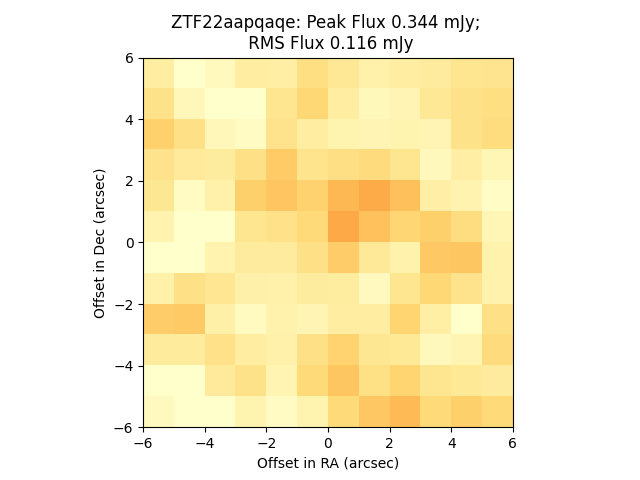 ZTF22aapqaqe: Peak Flux 0.344 mJy;
RMS Flux 0.116 mJy
6
4
2
0
−2
−4
−6
Offset in Dec (arcsec)
−6 −4 −2 0 2 4 6
Offset in RA (arcsec)